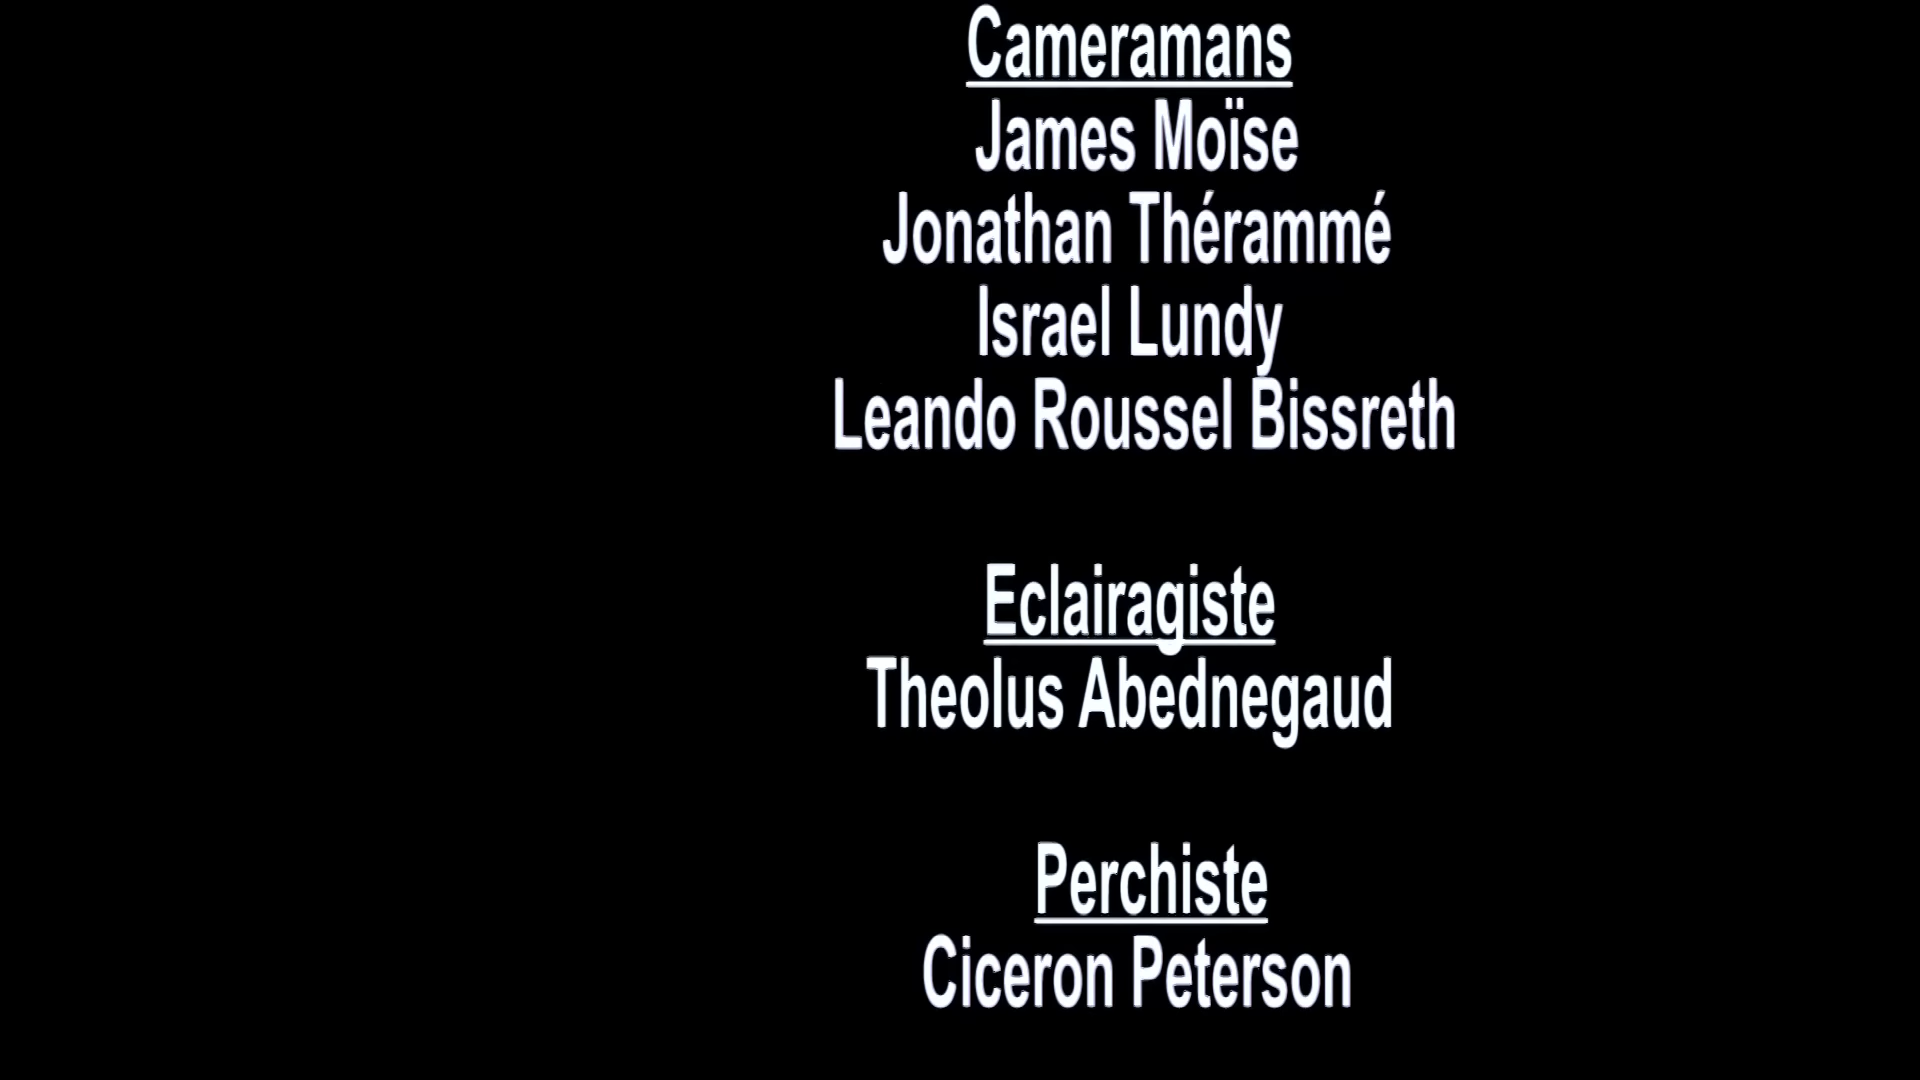 Cameramans
James Moïse
Jonathan Thérammé
Israel Lundy
Leando Roussel Bissreth
Eclairagiste
Theolus Abednegaud
Perchiste
Ciceron Peterson